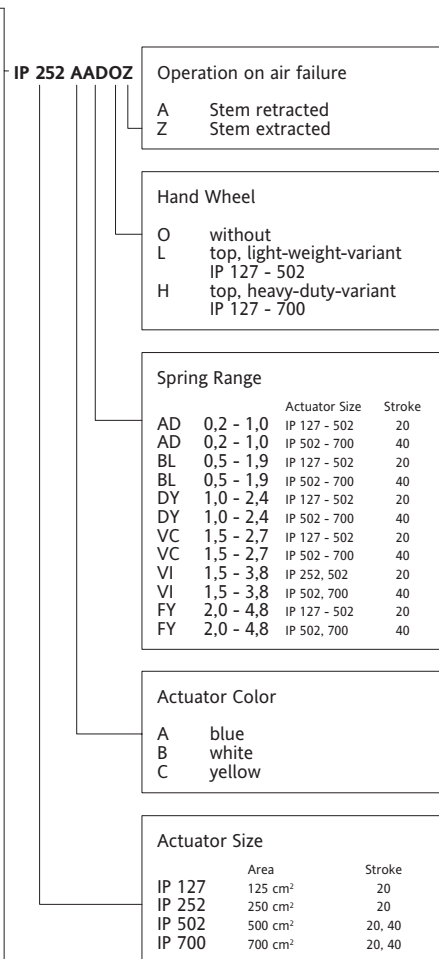 IP 252 AADOZ
Operation on air failure
A Stem retracted
Z Stem extracted
Hand Wheel
O without
L top, light-weight-variant
IP 127 - 502
H top, heavy-duty-variant
IP 127 - 700
Spring Range
Actuator Size Stroke
AD 0,2 - 1,0 IP 127 - 502 20
AD 0,2 - 1,0 IP 502 - 700 40
BL 0,5 - 1,9 IP 127 - 502 20
BL 0,5 - 1,9 IP 502 - 700 40
DY 1,0 - 2,4 IP 127 - 502 20
DY 1,0 - 2,4 IP 502 - 700 40
VC 1,5 - 2,7 IP 127 - 502 20
VC 1,5 - 2,7 IP 502 - 700 40
VI 1,5 - 3,8 IP 252, 502 20
VI 1,5 - 3,8 IP 502, 700 40
FY 2,0 - 4,8 IP 127 - 502 20
FY 2,0 - 4,8 IP 502, 700 40
Actuator Color
A blue
B white
C yellow
Actuator Size
Area Stroke
IP 127 125 cm² 20
IP 252 250 cm² 20
IP 502 500 cm² 20, 40
IP 700 700 cm² 20, 40